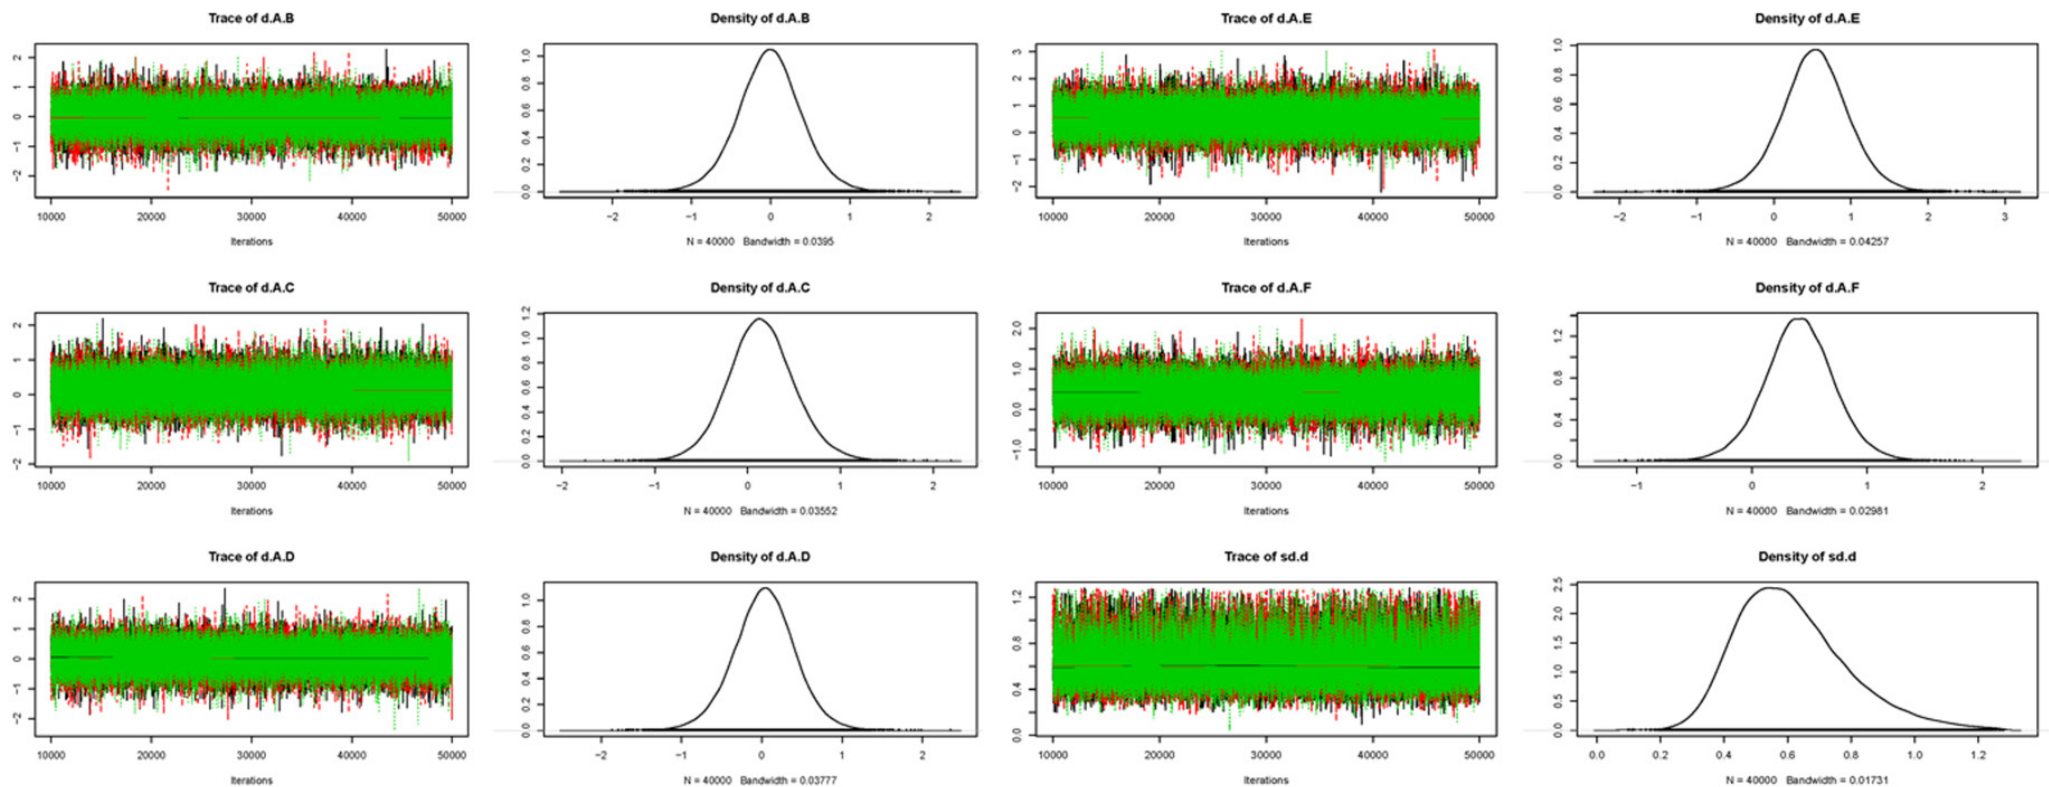 Trace of d.A.B
2
1
0
−1
−2
10000 20000 30000 40000 50000
Iterations
Density of d.A.B
1.0
0.8
0.6
0.4
0.2
0.0
−2 −1 0 1 2
N = 40000 Bandwidth = 0.0395
Trace of d.A.E
3
2
1
0
−1
−2
10000 20000 30000 40000 50000
Iterations
Density of d.A.E
1.0
0.8
0.6
0.4
0.2
0.0
−2 −1 0 1 2 3
N = 40000 Bandwidth = 0.04257
Trace of d.A.C
2
1
0
−1
−2
10000 20000 30000 40000 50000
Iterations
Density of d.A.C
1.2
1.0
0.8
0.6
0.4
0.2
0.0
−2 −1 0 1 2
N = 40000 Bandwidth = 0.03552
Trace of d.A.F
2.0
1.0
0.0
−1.0
10000 20000 30000 40000 50000
Iterations
Density of d.A.F
1.2
0.8
0.4
0.0
−1 0 1 2
N = 40000 Bandwidth = 0.02981
Trace of d.A.D
2
1
0
−1
−2
10000 20000 30000 40000 50000
Iterations
Density of d.A.D
1.0
0.8
0.6
0.4
0.2
0.0
−2 −1 0 1 2
N = 40000 Bandwidth = 0.03777
Trace of sd.d
1.2
0.8
0.4
0.0
10000 20000 30000 40000 50000
Iterations
Density of sd.d
2.5
2.0
1.5
1.0
0.5
0.0
0.0 0.2 0.4 0.6 0.8 1.0 1.2
N = 40000 Bandwidth = 0.01731